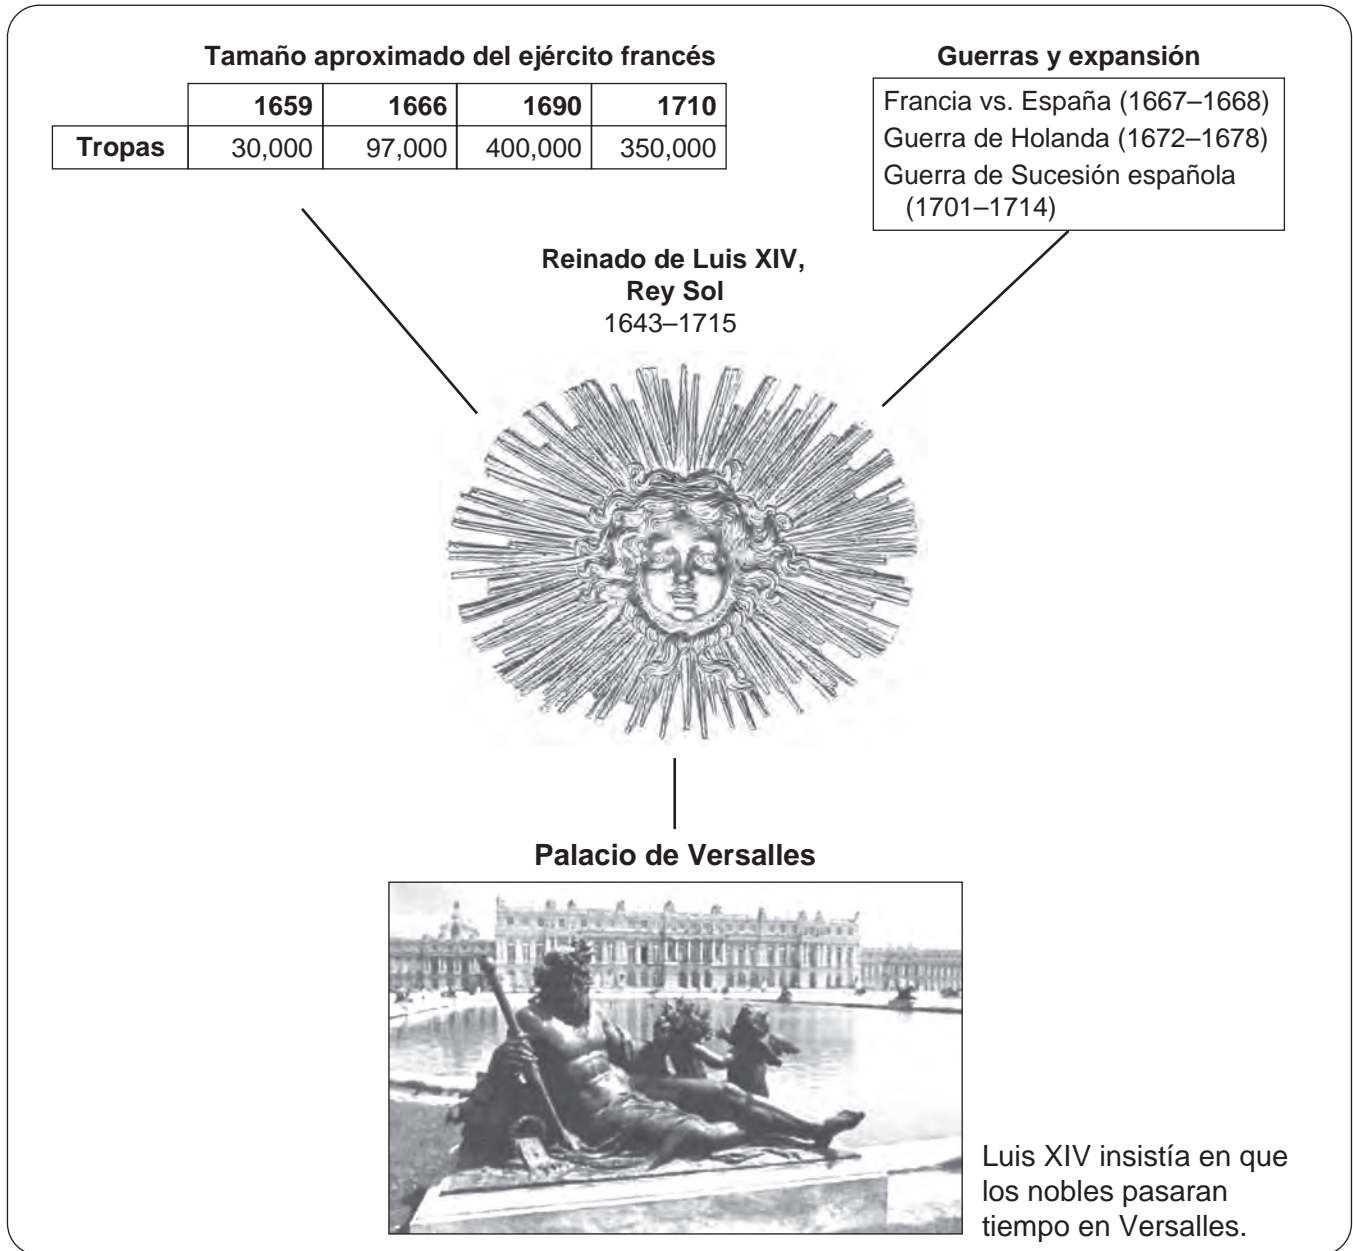 Tamaño aproximado del ejército francés
1659 1666 1690 1710
Tropas 30,000 97,000 400,000 350,000
Guerras y expansión
Francia vs. España (1667–1668)
Guerra de Holanda (1672–1678)
Guerra de Sucesión española
(1701–1714)
Reinado de Luis XIV,
Rey Sol
1643–1715
Palacio de Versalles
Luis XIV insistía en que
los nobles pasaran
tiempo en Versalles.